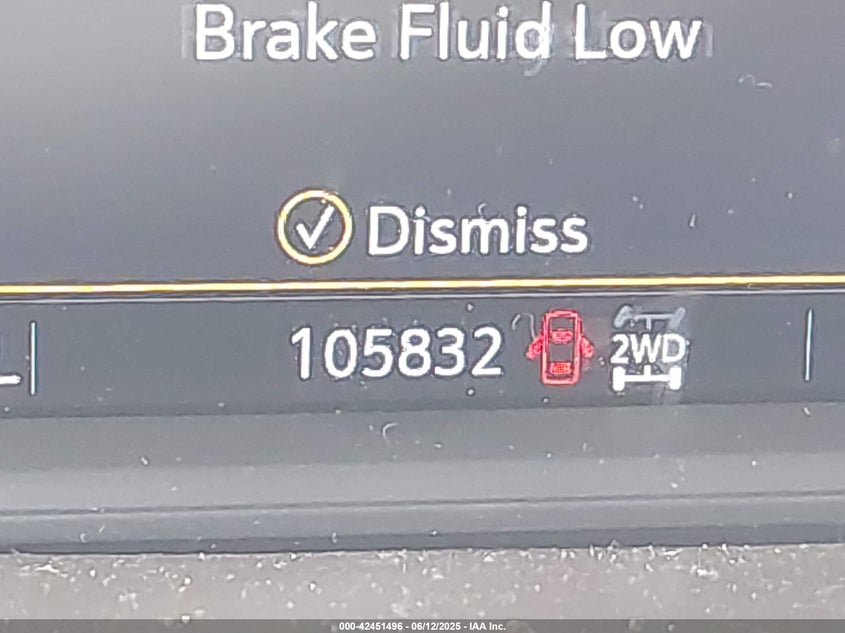 Brake Fluid Low
Dismiss
105832
2WD
000-42451496 - 06/12/2025 - IAA Inc.